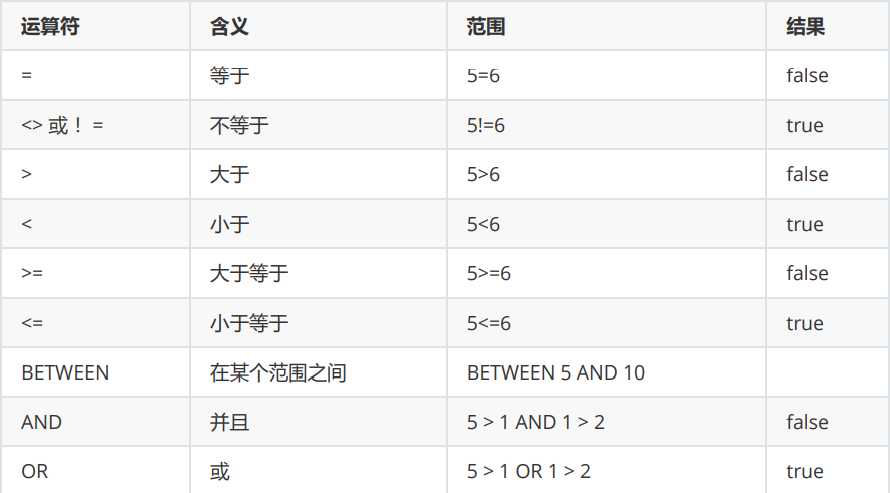 运算符 含义 范围 结果
= 等于 5=6 false
<> 或 ！= 不等于 5!=6 true
> 大于 5>6 false
< 小于 5<6 true
>= 大于等于 5>=6 false
<= 小于等于 5<=6 true
BETWEEN 在某个范围之间 BETWEEN 5 AND 10
AND 并且 5 > 1 AND 1 > 2 false
OR 或 5 > 1 OR 1 > 2 true